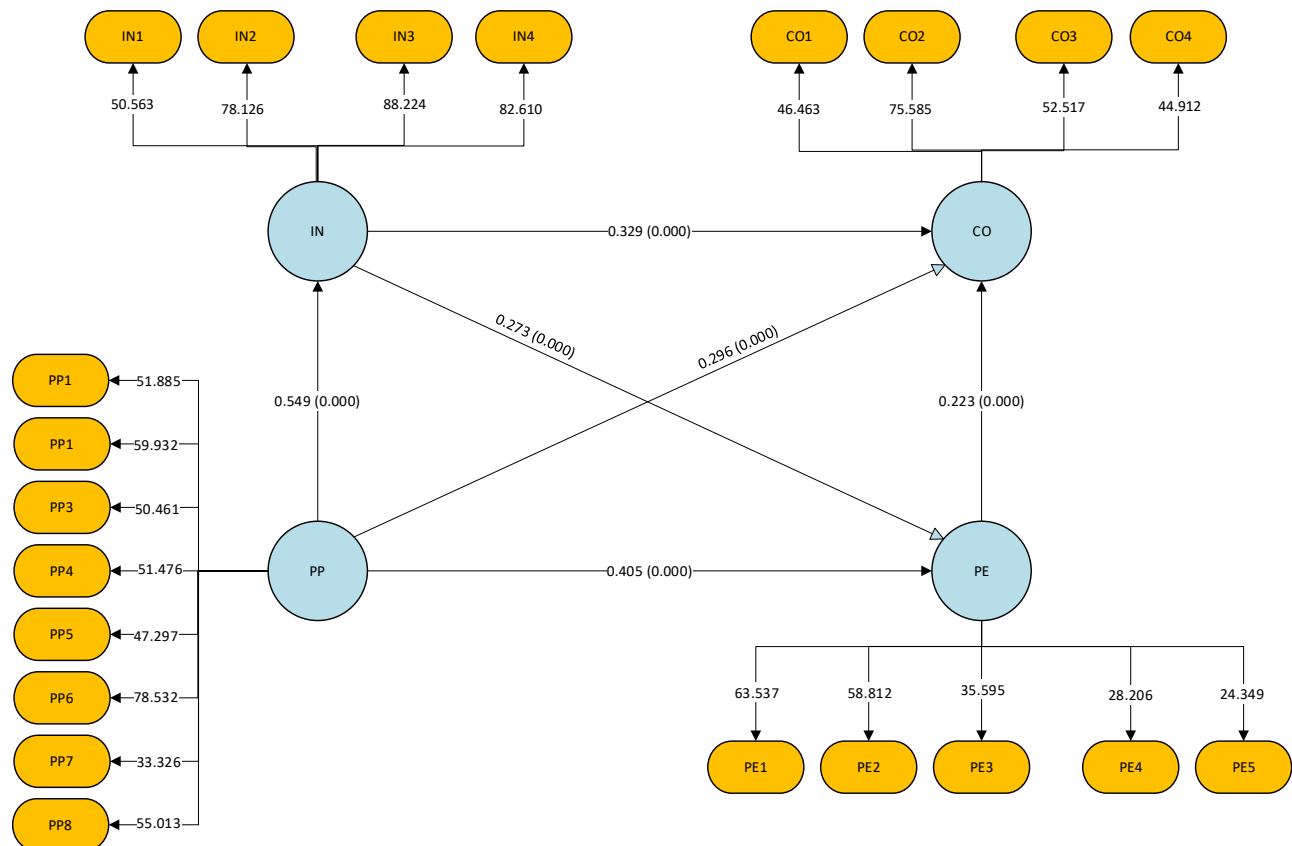 IN1
IN2
IN3
IN4
CO1
CO2
CO3
CO4
50.563
78.126
88.224
82.610
46.463
75.585
52.517
44.912
IN
0.329 (0.000)
CO
0.273 (0.000)
0.296 (0.000)
0.549 (0.000)
0.223 (0.000)
PP1
51.885
PP1
59.932
PP3
50.461
PP4
51.476
PP5
47.297
PP6
78.532
PP7
33.326
PP8
55.013
PP
0.405 (0.000)
PE
63.537
58.812
35.595
28.206
24.349
PE1
PE2
PE3
PE4
PE5